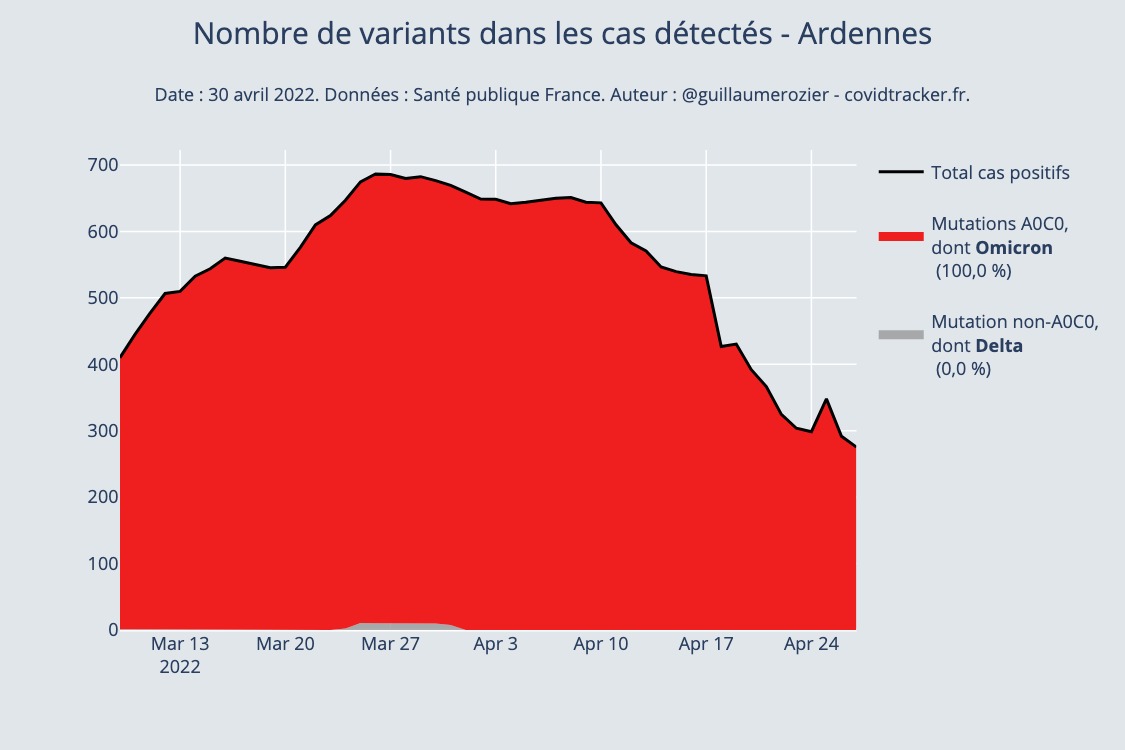 Nombre de variants dans les cas détectés - Ardennes
Date : 30 avril 2022. Données : Santé publique France. Auteur : @guillaumerozier - covidtracker.fr.
700
600
500
400
300
200
100
0
Mar 13
2022
Mar 20
Mar 27
Apr 3
Apr 10
Apr 17
Apr 24
Total cas positifs
Mutations A0C0,
dont Omicron
(100,0 %)
Mutation non-A0C0,
dont Delta
(0,0 %)